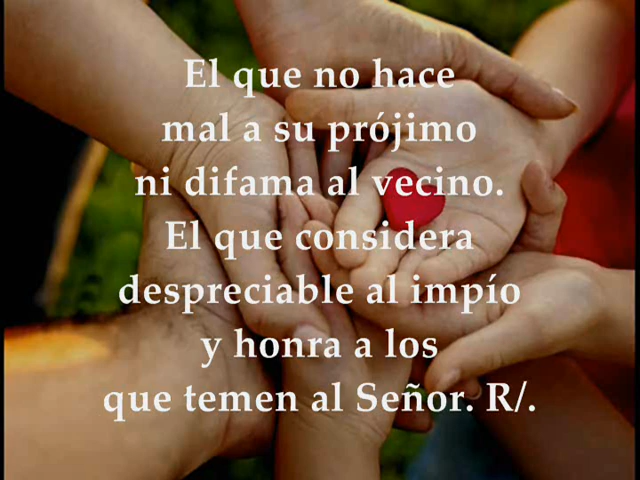 El que no hace
mal a su prójimo
ni difama al vecino.
El que considera
despreciable al impío
y honra a los
que temen al Señor. R/.